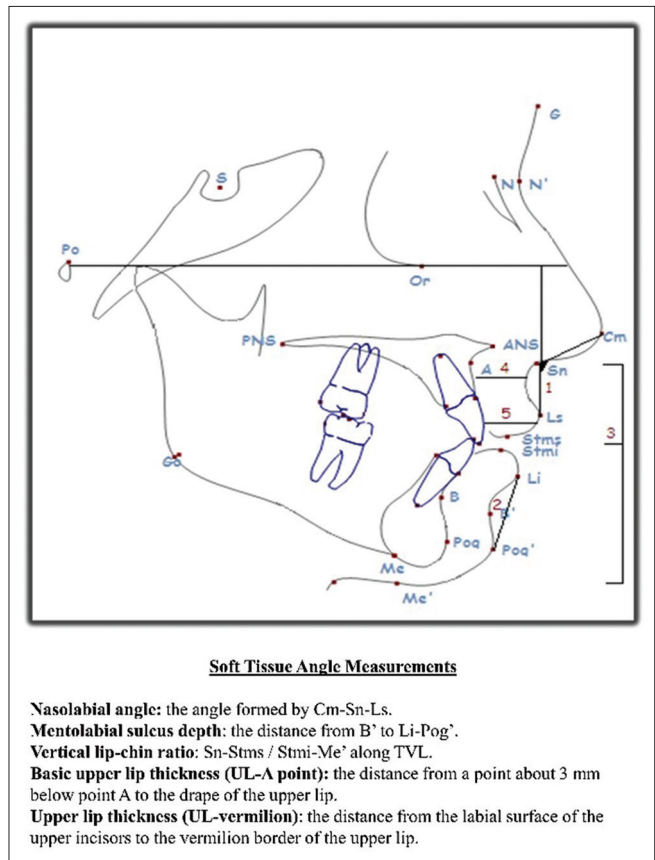 G
S
N N'
Po
Or
PNS
ANS
Cm
A 4
Sn
1
5
Ls
Stms
3
Stmi
Go
Li
B
2
B'
Poq
Poq'
Me
Me'
Soft Tissue Angle Measurements
Nasolabial angle: the angle formed by Cm-Sn-Ls.
Mentolabial sulcus depth: the distance from B' to Li-Pog'.
Vertical lip-chin ratio: Sn-Stms / Stmi-Me' along TVL.
Basic upper lip thickness (UL-A point): the distance from a point about 3 mm
below point A to the drape of the upper lip.
Upper lip thickness (UL-vermilion): the distance from the labial surface of the
upper incisors to the vermilion border of the upper lip.